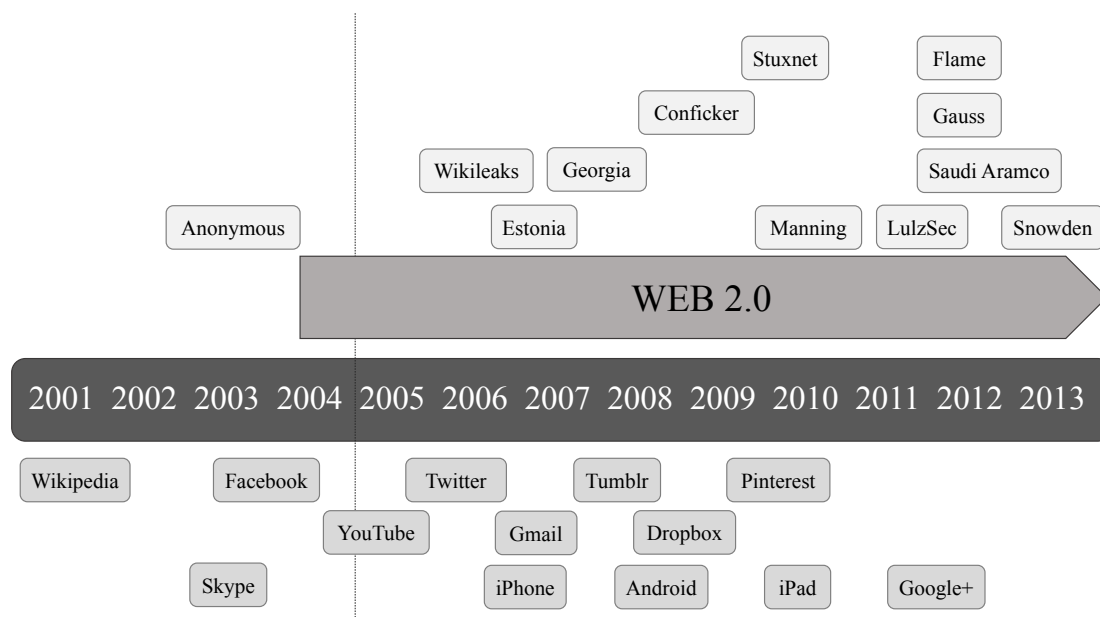 Stuxnet Flame
Conficker Gauss
Wikileaks Georgia Saudi Aramco
Anonymous Estonia Manning LulzSec Snowden
WEB 2.0
2001 2002 2003 2004 2005 2006 2007 2008 2009 2010 2011 2012 2013
Wikipedia Facebook Twitter Tumblr Pinterest
YouTube Gmail Dropbox
Skype iPhone Android iPad Google+